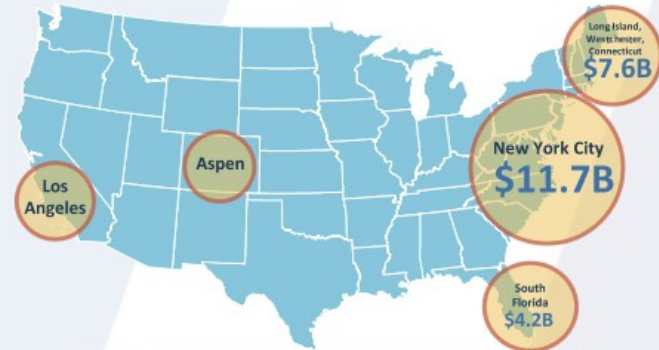 Long Island,
Westchester,
Connecticut
$7.6B
New York City
$11.7B
Aspen
Los
Angeles
South
Florida
$4.2B